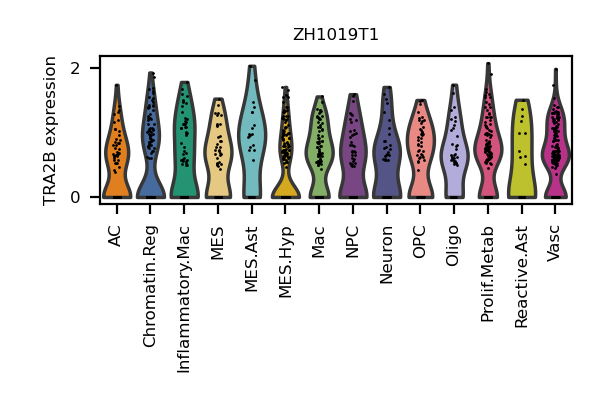 ZH1019T1
TRA2B expression
2
0
AC
Chromatin.Reg
Inflammatory.Mac
MES
MES.Ast
MES.Hyp
Mac
NPC
Neuron
OPC
Oligo
Prolif.Metab
Reactive.Ast
Vasc